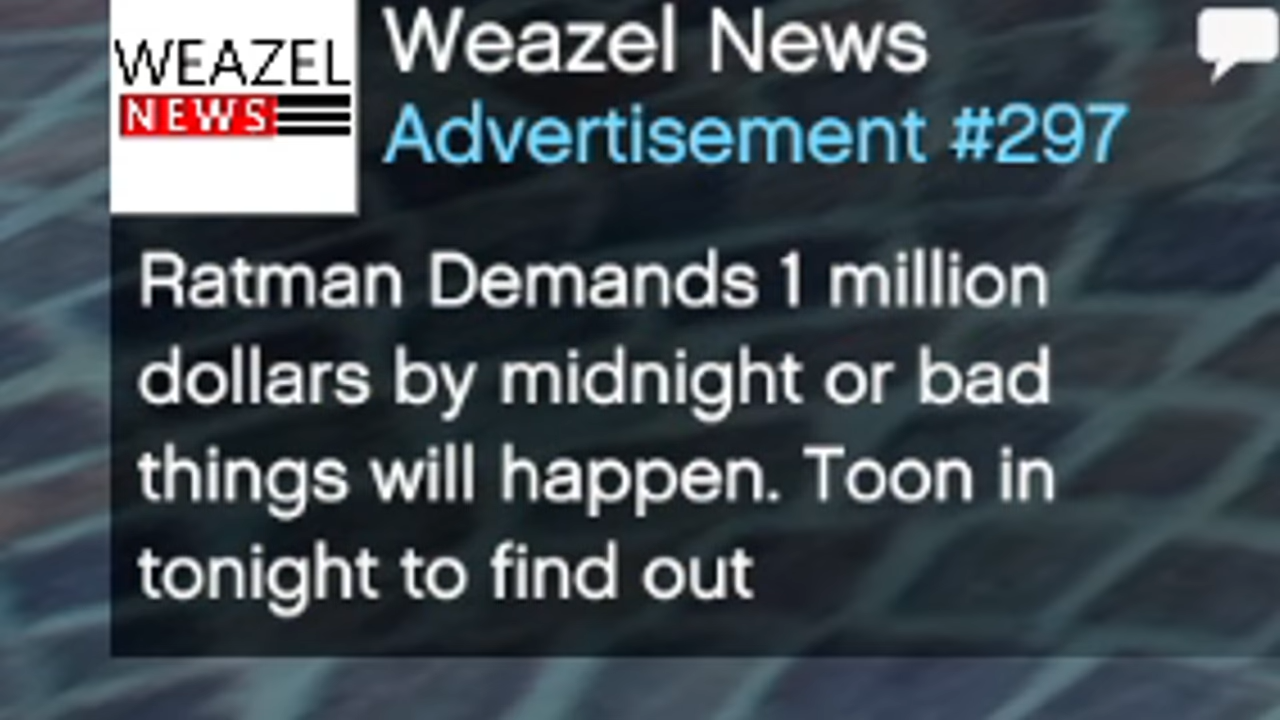 WEAZEL
NEWS
Weazel News
Advertisement #297
Ratman Demands 1 million
dollars by midnight or bad
things will happen. Toon in
tonight to find out